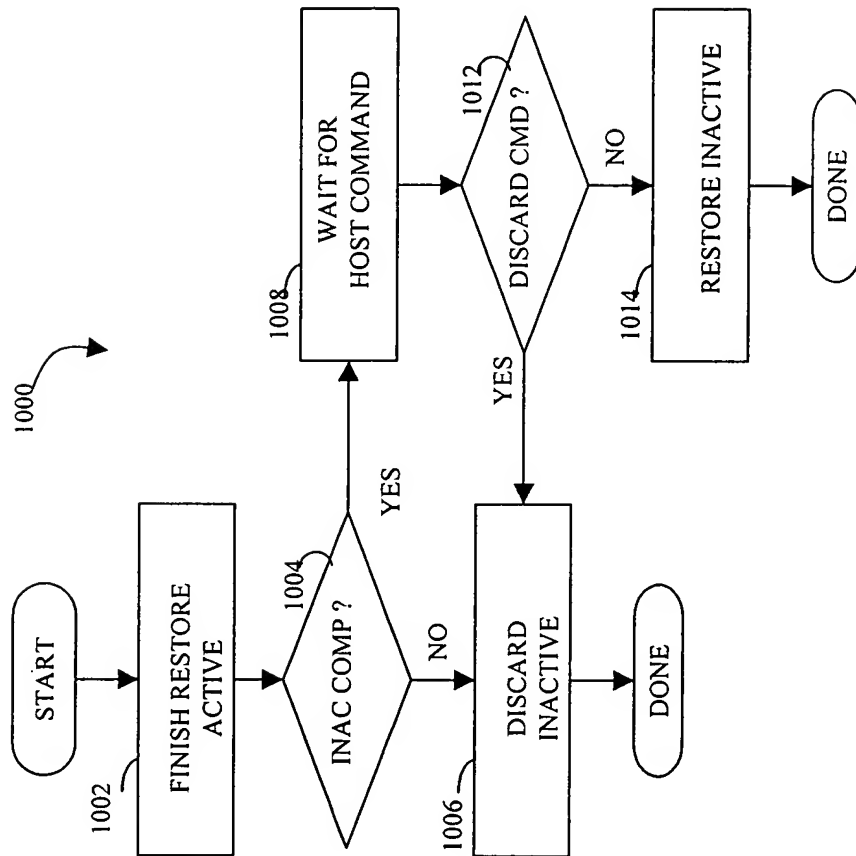 1000
START
1002
FINISH RESTORE
ACTIVE
1004
INAC COMP ?
YES
NO
1006
DISCARD
INACTIVE
DONE
1008
WAIT FOR
HOST COMMAND
1012
DISCARD CMD ?
YES
NO
1014
RESTORE INACTIVE
DONE